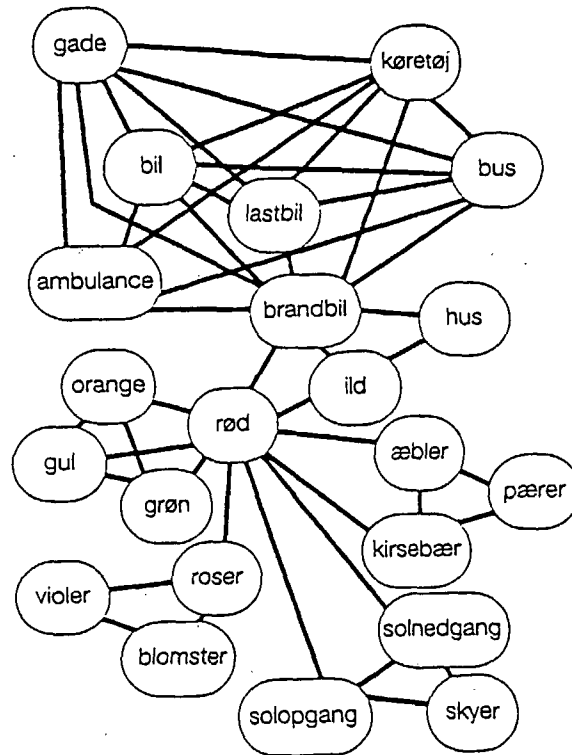 gade
køretøj
bil
bus
lastbil
ambulance
brandbil
hus
orange
ild
rød
gul
æbler
grøn
pærer
kirsebær
roser
violer
solnedgang
blomster
solopgang
skyer